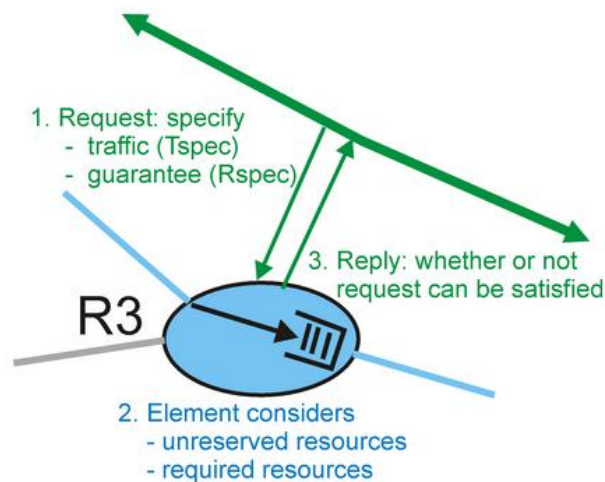 1. Request: specify
- traffic (Tspec)
- guarantee (Rspec)
3. Reply: whether or not
request can be satisfied
R3
2. Element considers
- unreserved resources
- required resources